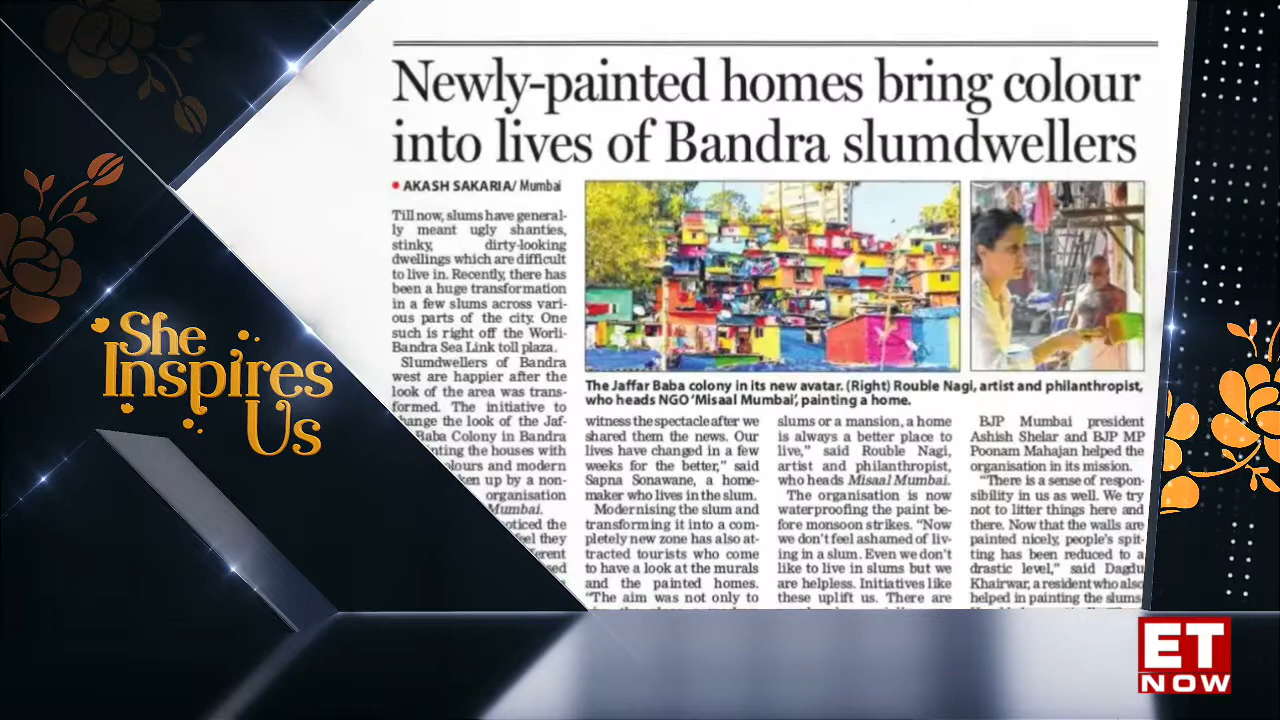 Newly-painted homes bring colour
into lives of Bandra slumdwellers
• AKASH SAKARIA/ Mumbai
Till now, slums have general-
ly meant ugly shanties,
stinky, dirty-looking
dwellings which are difficult
to live in. Recently, there has
been a huge transformation
in a few slums across vari-
ous parts of the city. One
such is right off the Worli-
Bandra Sea Link toll plaza.
Slumdwellers of Bandra
west are happier after the
look of the area was trans-
formed. The initiative to
the look of the Jaf-
Baba Colony in Bandra
the houses with
and modern
up by a non-
organisation
Mumbai.
the
they
The Jaffar Baba colony in its new avatar. (Right) Rouble Nagi, artist and philanthropist,
who heads NGO 'Misaal Mumbai', painting a home.
witness the spectacle after we
shared them the news. Our
lives have changed in a few
weeks for the better," said
Sapna Sonawane, a home-
maker who lives in the slum.
Modernising the slum and
transforming it into a com-
pletely new zone has also at-
tracted tourists who come
to have a look at the murals
and the painted homes.
"The aim was not only to
slums or a mansion, a home
is always a better place to
live," said Rouble Nagi,
artist and philanthropist,
who heads Misaal Mumbai.
The organisation is now
waterproofing the paint be-
fore monsoon strikes. "Now
we don't feel ashamed of liv-
ing in a slum. Even we don't
like to live in slums but we
are helpless. Initiatives like
these uplift us. There are
BJP Mumbai president
Ashish Shelar and BJP MP
Poonam Mahajan helped the
organisation in its mission.
"There is a sense of respon-
sibility in us as well. We try
not to litter things here and
there. Now that the walls are
painted nicely, people's spit-
ting has been reduced to a
drastic level," said Dagdu
Khairwar, a resident who also
helped in painting the slums.
She
Inspires
Us
ET
NOW